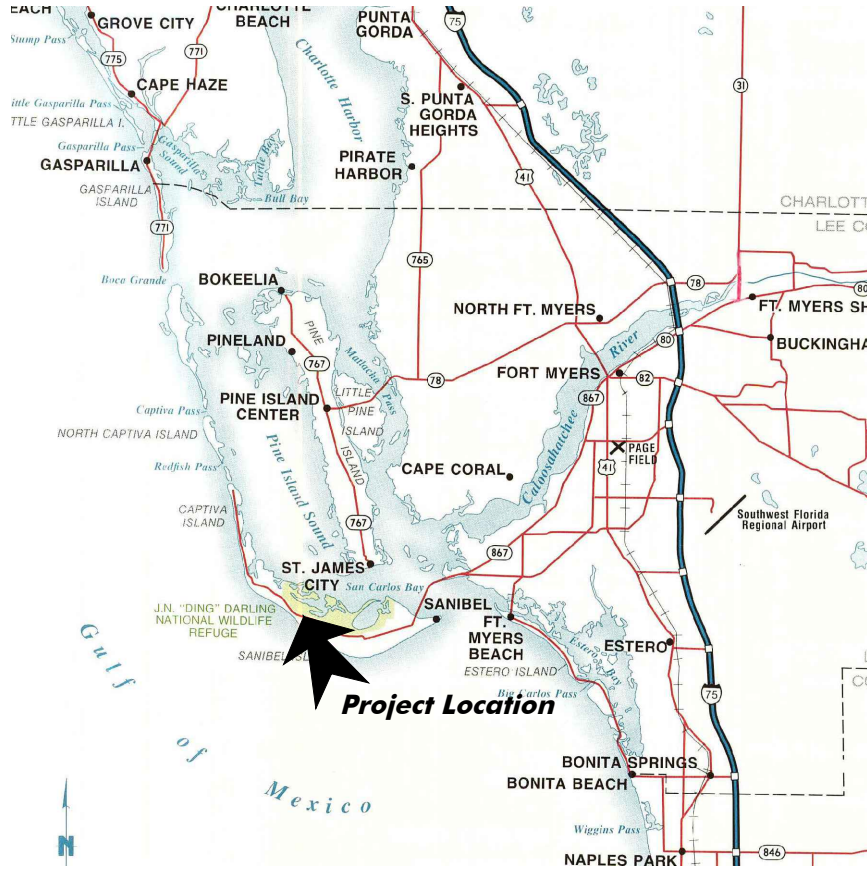 EACH
GROVE CITY
CHARLOTTE
BEACH
PUNTA
GORDA
75
Stump Pass
771
775
Charlotte Harbor
CAPE HAZE
S. PUNTA
GORDA
HEIGHTS
31
ittle Gasparilla Pass
TTLE GASPARILLA I.
Gasparilla Pass
Gasparilla
Sound
Turtle Bay
GASPARILLA
PIRATE
HARBOR
41
GASPARILLA
ISLAND
Bull Bay
CHARLOTT
LEE CO
771
765
Boca Grande
BOKEELIA
78
80
NORTH FT. MYERS
FT. MYERS SH
PINE
ISLAND
PINELAND
767
Matlacha Pass
River
80
BUCKINGHA
FORT MYERS
82
78
PINE ISLAND
CENTER
LITTLE
PINE
ISLAND
867
Captiva Pass
NORTH CAPTIVA ISLAND
Pine Island Sound
Caloosahatchee
PAGE
FIELD
41
Redfish Pass
CAPE CORAL
CAPTIVA
ISLAND
767
Southwest Florida
Regional Airport
867
ST. JAMES
CITY
San Carlos Bay
J.N. "DING" DARLING
NATIONAL WILDLIFE
REFUGE
SANIBEL
FT.
MYERS
BEACH
Estero Bay
ESTERO
SANIBEL ISL
ESTERO ISLAND
L
CO
Big Carlos Pass
75
Project Location
Gulf
of
Mexico
BONITA SPRINGS
BONITA BEACH
Wiggins Pass
N
NAPLES PARK
846